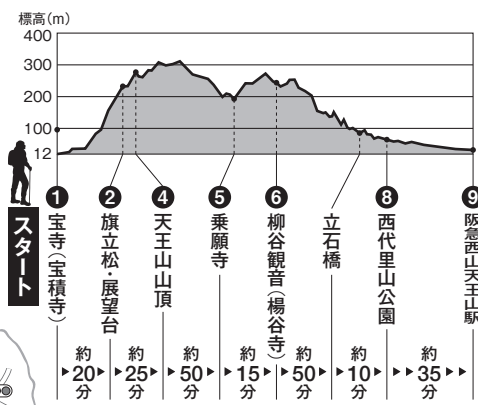 標高(m)
400
300
200
100
12
スタート
❶
宝寺(宝積寺)
❷
旗立松・展望台
❹
天王山山頂
❺
乗願寺
❻
柳谷観音(楊谷寺)
立石橋
❽
西代里山公園
❾
阪急西山天王山駅
約20分
約25分
約50分
約15分
約50分
約10分
約35分